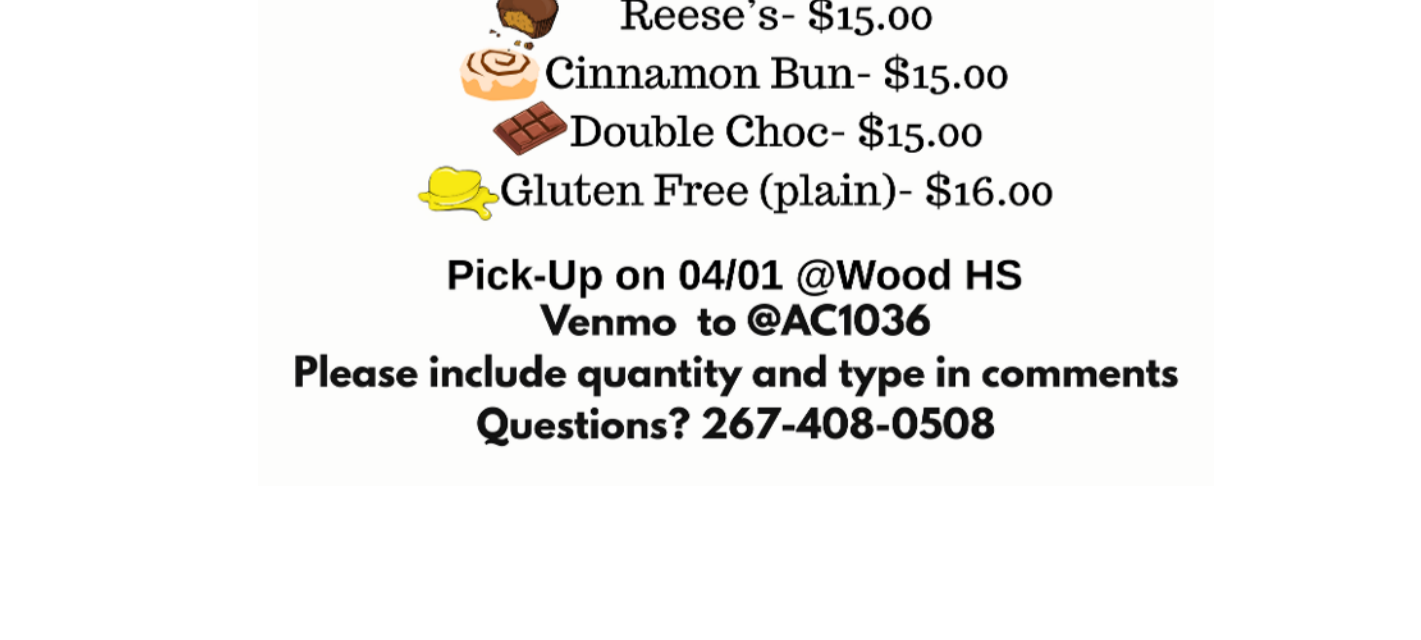 Reese's- $15.00
Cinnamon Bun- $15.00
Double Choc- $15.00
Gluten Free (plain)- $16.00
Pick-Up on 04/01 @Wood HS
Venmo to @AC1036
Please include quantity and type in comments
Questions? 267-408-0508